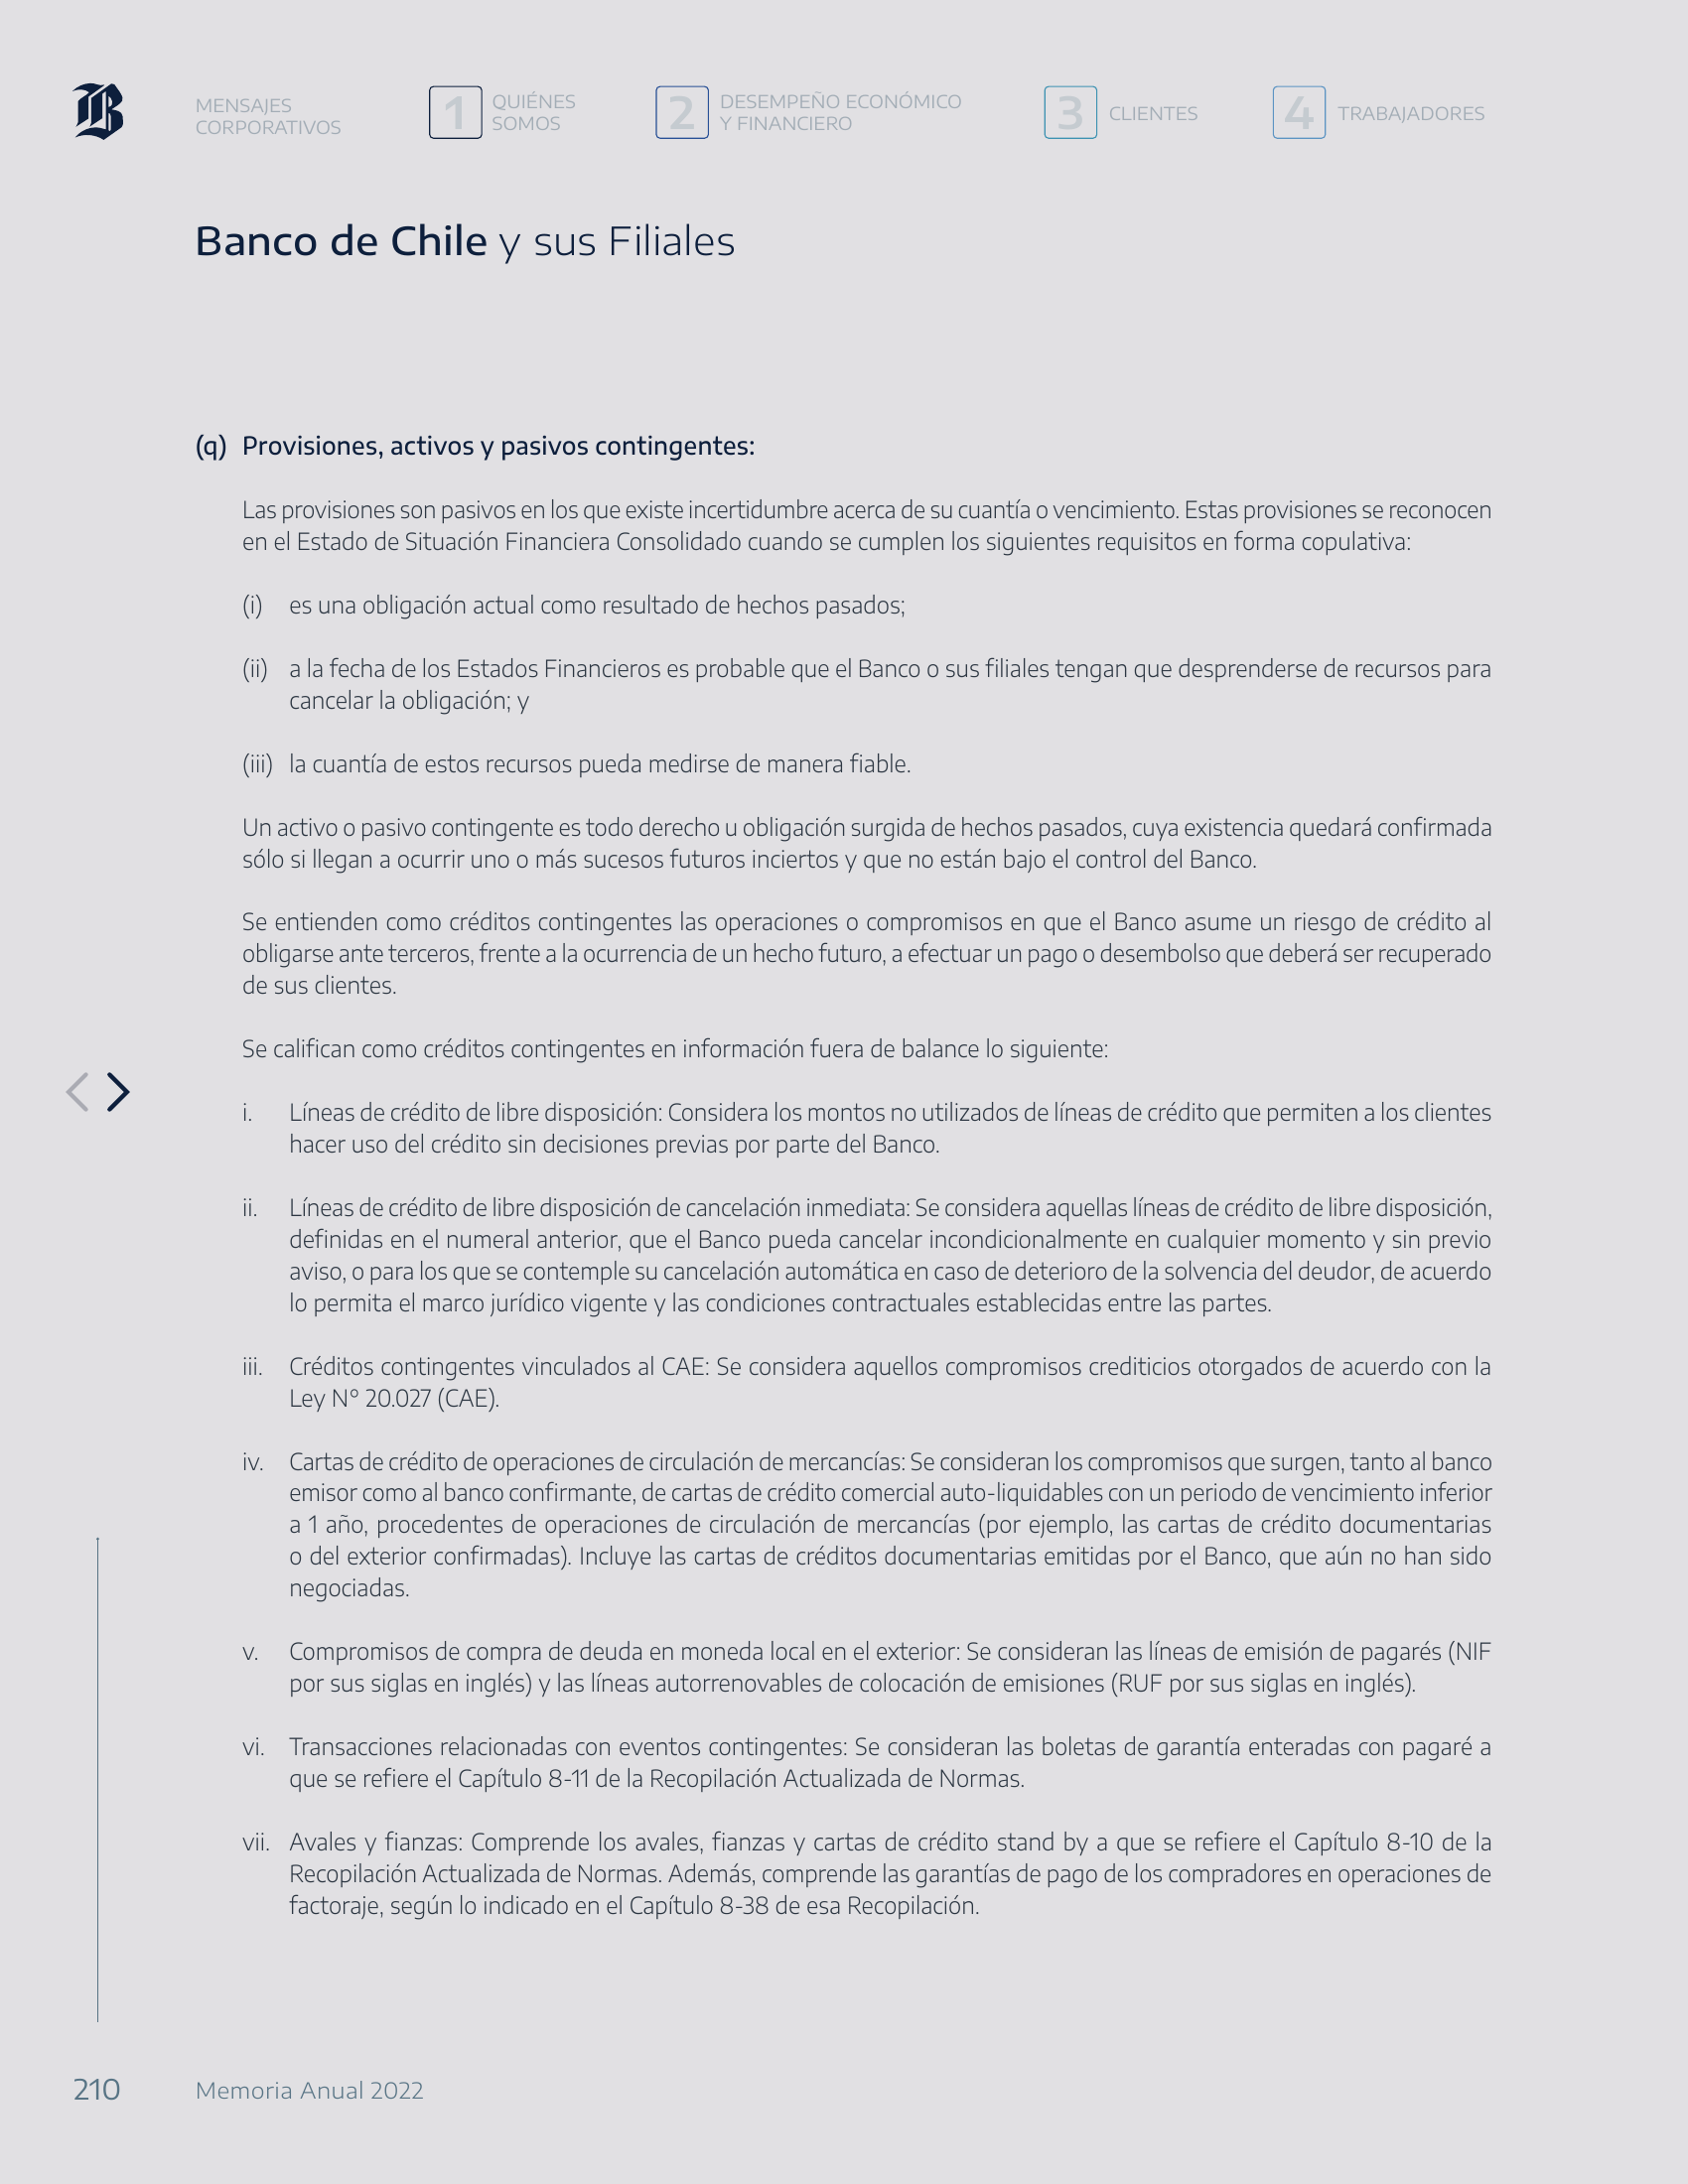 B
MENSAJES
CORPORATIVOS
1
QUIÉNES
SOMOS
2
DESEMPEÑO ECONÓMICO
Y FINANCIERO
3
CLIENTES
4
TRABAJADORES
Banco de Chile y sus Filiales
(q) Provisiones, activos y pasivos contingentes:
Las provisiones son pasivos en los que existe incertidumbre acerca de su cuantía o vencimiento. Estas provisiones se reconocen
en el Estado de Situación Financiera Consolidado cuando se cumplen los siguientes requisitos en forma copulativa:
(i) es una obligación actual como resultado de hechos pasados;
(ii) a la fecha de los Estados Financieros es probable que el Banco o sus filiales tengan que desprenderse de recursos para
cancelar la obligación; y
(iii) la cuantía de estos recursos pueda medirse de manera fiable.
Un activo o pasivo contingente es todo derecho u obligación surgida de hechos pasados, cuya existencia quedará confirmada
sólo si llegan a ocurrir uno o más sucesos futuros inciertos y que no están bajo el control del Banco.
Se entienden como créditos contingentes las operaciones o compromisos en que el Banco asume un riesgo de crédito al
obligarse ante terceros, frente a la ocurrencia de un hecho futuro, a efectuar un pago o desembolso que deberá ser recuperado
de sus clientes.
Se califican como créditos contingentes en información fuera de balance lo siguiente:
i. Líneas de crédito de libre disposición: Considera los montos no utilizados de líneas de crédito que permiten a los clientes
hacer uso del crédito sin decisiones previas por parte del Banco.
ii. Líneas de crédito de libre disposición de cancelación inmediata: Se considera aquellas líneas de crédito de libre disposición,
definidas en el numeral anterior, que el Banco pueda cancelar incondicionalmente en cualquier momento y sin previo
aviso, o para los que se contemple su cancelación automática en caso de deterioro de la solvencia del deudor, de acuerdo
lo permita el marco jurídico vigente y las condiciones contractuales establecidas entre las partes.
iii. Créditos contingentes vinculados al CAE: Se considera aquellos compromisos crediticios otorgados de acuerdo con la
Ley N° 20.027 (CAE).
iv. Cartas de crédito de operaciones de circulación de mercancías: Se consideran los compromisos que surgen, tanto al banco
emisor como al banco confirmante, de cartas de crédito comercial auto-liquidables con un periodo de vencimiento inferior
a 1 año, procedentes de operaciones de circulación de mercancías (por ejemplo, las cartas de crédito documentarias
o del exterior confirmadas). Incluye las cartas de créditos documentarias emitidas por el Banco, que aún no han sido
negociadas.
v. Compromisos de compra de deuda en moneda local en el exterior: Se consideran las líneas de emisión de pagarés (NIF
por sus siglas en inglés) y las líneas autorrenovables de colocación de emisiones (RUF por sus siglas en inglés).
vi. Transacciones relacionadas con eventos contingentes: Se consideran las boletas de garantía enteradas con pagaré a
que se refiere el Capítulo 8-11 de la Recopilación Actualizada de Normas.
vii. Avales y fianzas: Comprende los avales, fianzas y cartas de crédito stand by a que se refiere el Capítulo 8-10 de la
Recopilación Actualizada de Normas. Además, comprende las garantías de pago de los compradores en operaciones de
factoraje, según lo indicado en el Capítulo 8-38 de esa Recopilación.
210
Memoria Anual 2022